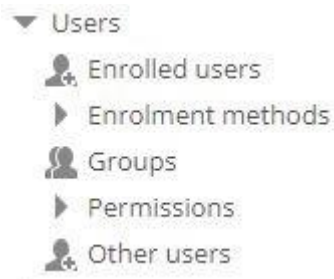 Users
Enrolled users
Enrolment methods
Groups
Permissions
Other users